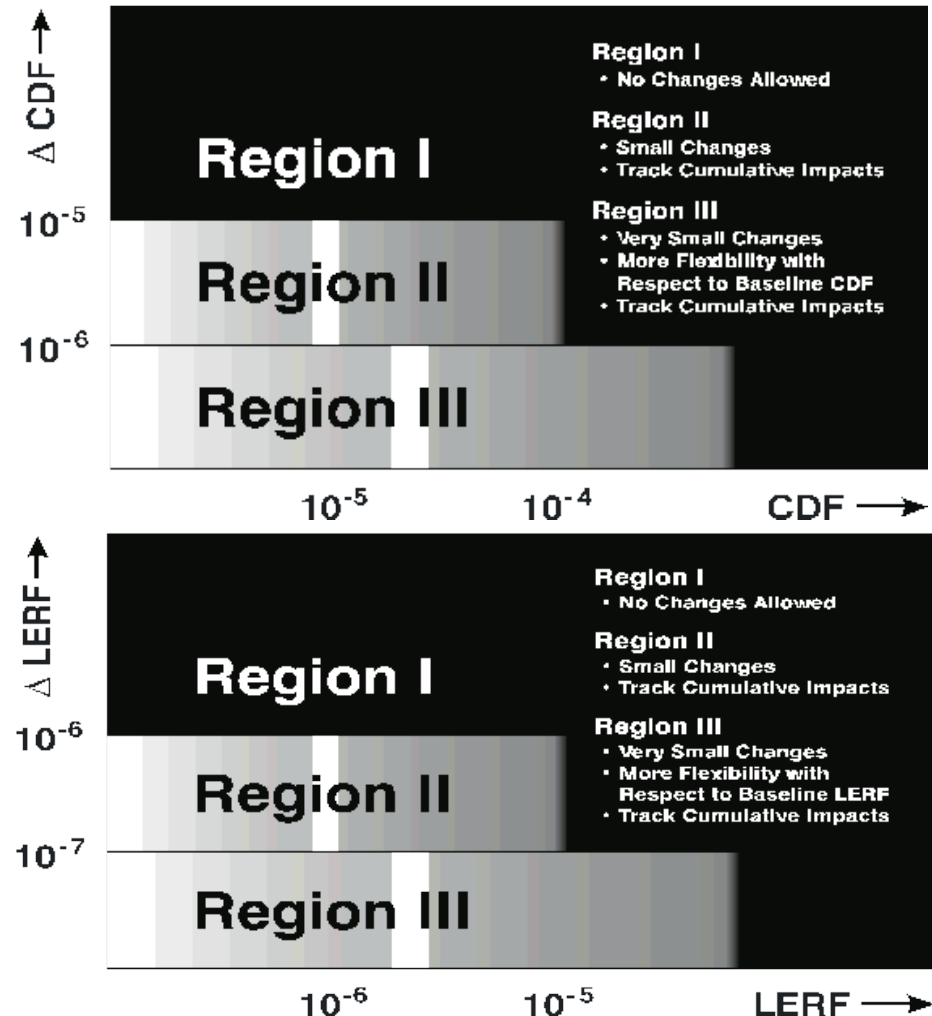 Δ CDF →
Region I
• No Changes Allowed
Region II
• Small Changes
• Track Cumulative Impacts
Region III
• Very Small Changes
• More Flexibility with
Respect to Baseline CDF
• Track Cumulative Impacts
Region I
10⁻⁵
Region II
10⁻⁶
Region III
10⁻⁵ 10⁻⁴ CDF →
Δ LERF →
Region I
• No Changes Allowed
Region II
• Small Changes
• Track Cumulative Impacts
Region III
• Very Small Changes
• More Flexibility with
Respect to Baseline LERF
• Track Cumulative Impacts
Region I
10⁻⁶
Region II
10⁻⁷
Region III
10⁻⁶ 10⁻⁵ LERF →